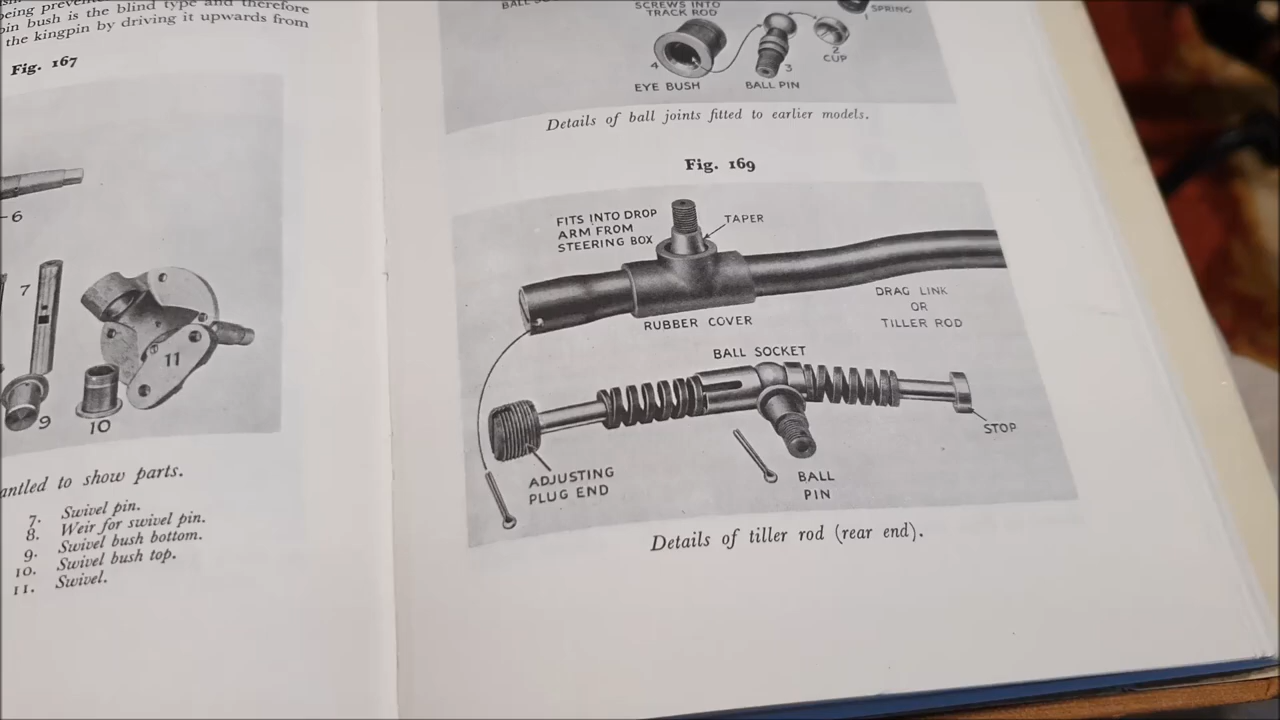 being prevent
pin bush is the blind type and therefore
the kingpin by driving it upwards from
Fig. 167
6
7
11
9
10
antled to show parts.
7. Swivel pin.
8. Weir for swivel pin.
9. Swivel bush bottom.
10. Swivel bush top.
11. Swivel.
SCREWS INTO
TRACK ROD
SPRING
1
2
CUP
4
3
EYE BUSH
BALL PIN
Details of ball joints fitted to earlier models.
Fig. 169
FITS INTO DROP
ARM FROM
STEERING BOX
TAPER
DRAG LINK
OR
TILLER ROD
RUBBER COVER
BALL SOCKET
STOP
ADJUSTING
PLUG END
BALL
PIN
Details of tiller rod (rear end).